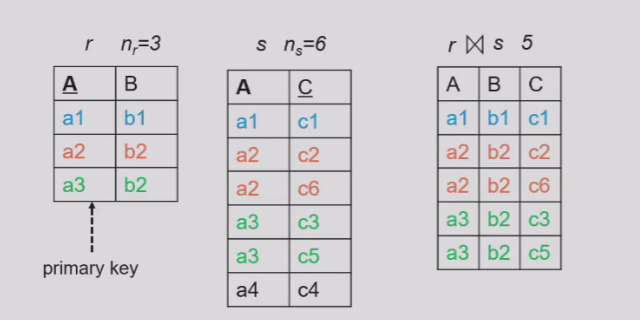 r n_r=3
A B
a1 b1
a2 b2
a3 b2
primary key
s n_s=6
A C
a1 c1
a2 c2
a2 c6
a3 c3
a3 c5
a4 c4
r ⋈ s 5
A B C
a1 b1 c1
a2 b2 c2
a2 b2 c6
a3 b2 c3
a3 b2 c5